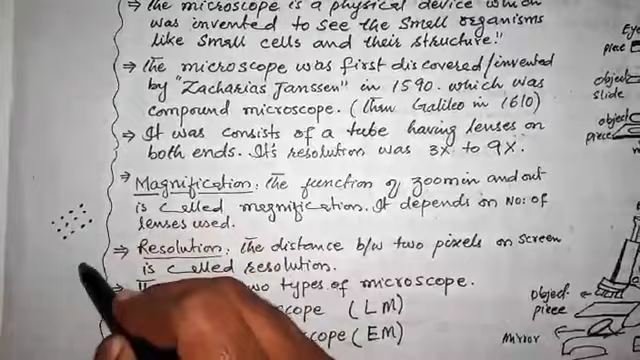 → The microscope is a physical device which
was invented to see the small organisms
like small cells and their structure."
→ The microscope was first discovered/invented
by "Zacharias Janssen" in 1590. which was
compound microscope. (then Galileo in 1610)
→ It was consists of a tube having lenses on
both ends. It's resolution was 3x to 9x.
→ Magnification: The function of zoomin and out
is called magnification. It depends on No: of
lenses used.
→ Resolution: The distance b/w two pixels on screen
is called resolution.
two types of microscope.
scope (LM)
scope (EM)
Eye
piece
object
slide
object
piece
Object
pieece
Mirror